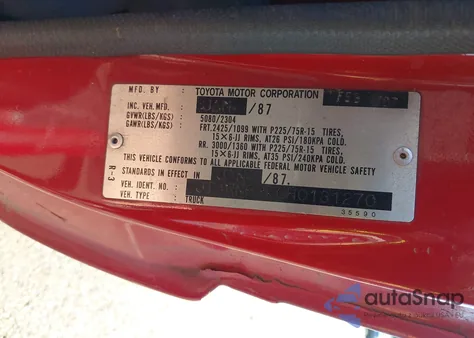 MFD. BY : TOYOTA MOTOR CORPORATION
INC. VEH. MF. /87
GVWR(LBS/KGS) 5080/2304
GAWR(LBS/KGS) FRT. 2425/1099 WITH P225/75R-15 TIRES,
15×6-JJ RIMS, AT26 PSI/180KPA COLD.
RR. 3000/1360 WITH P225/75R-15 TIRES,
15×6-JJ RIMS, AT35 PSI/240KPA COLD.
THIS VEHICLE CONFORMS TO ALL
APPLICABLE FEDERAL MOTOR VEHICLE SAFETY
STANDARDS IN EFFECT IN /87.
R-3
VEH. IDENT. NO. : H0131270
VEH. TYPE : TRUCK
35590
autoSnap